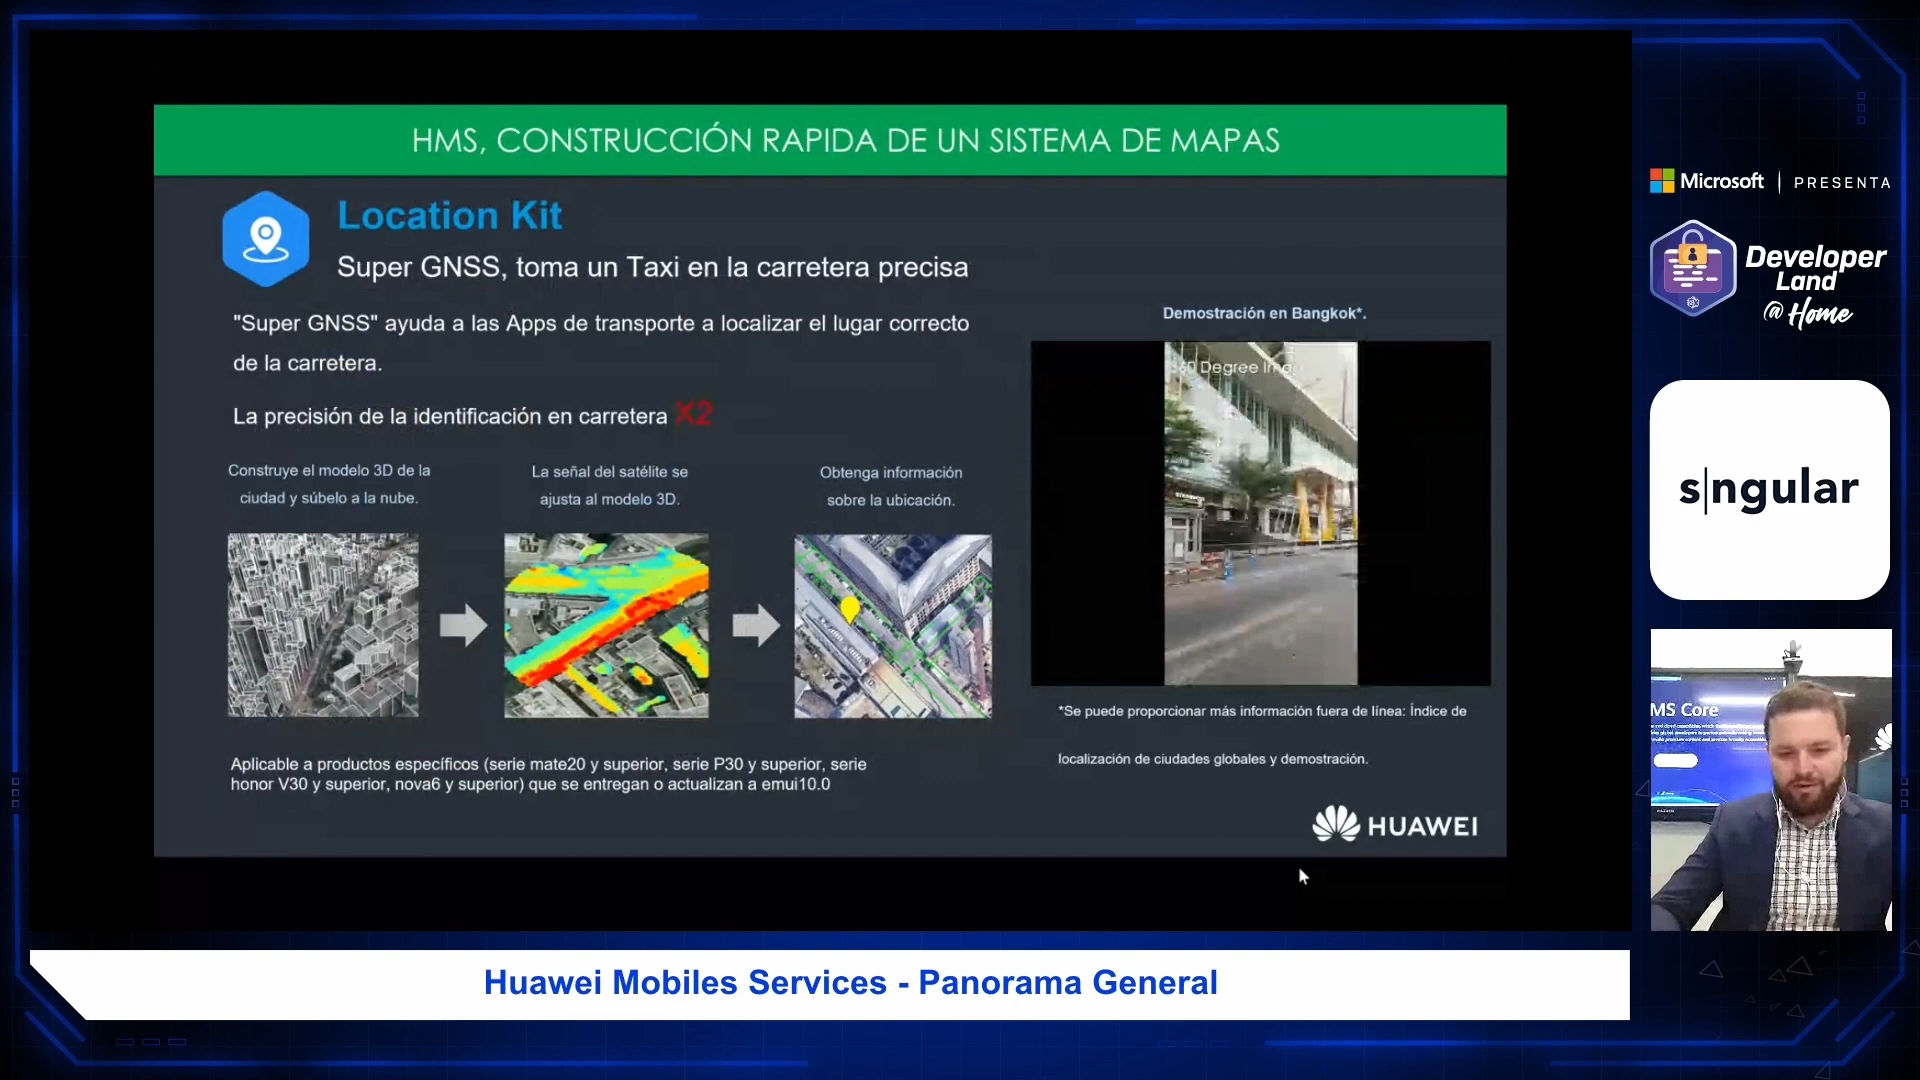 HMS, CONSTRUCCIÓN RAPIDA DE UN SISTEMA DE MAPAS
Location Kit
Super GNSS, toma un Taxi en la carretera precisa
"Super GNSS" ayuda a las Apps de transporte a localizar el lugar correcto
de la carretera.
La precisión de la identificación en carretera X2
Construye el modelo 3D de la
ciudad y súbelo a la nube.
La señal del satélite se
ajusta al modelo 3D.
Obtenga información
sobre la ubicación.
Aplicable a productos específicos (serie mate20 y superior, serie P30 y superior, serie
honor V30 y superior, nova6 y superior) que se entregan o actualizan a emui10.0
Demostración en Bangkok*.
Degree
*Se puede proporcionar más información fuera de línea: Índice de
localización de ciudades globales y demostración.
HUAWEI
Microsoft | PRESENTA
Developer
Land
@ Home
s|ngular
MS Core
Huawei Mobiles Services - Panorama General